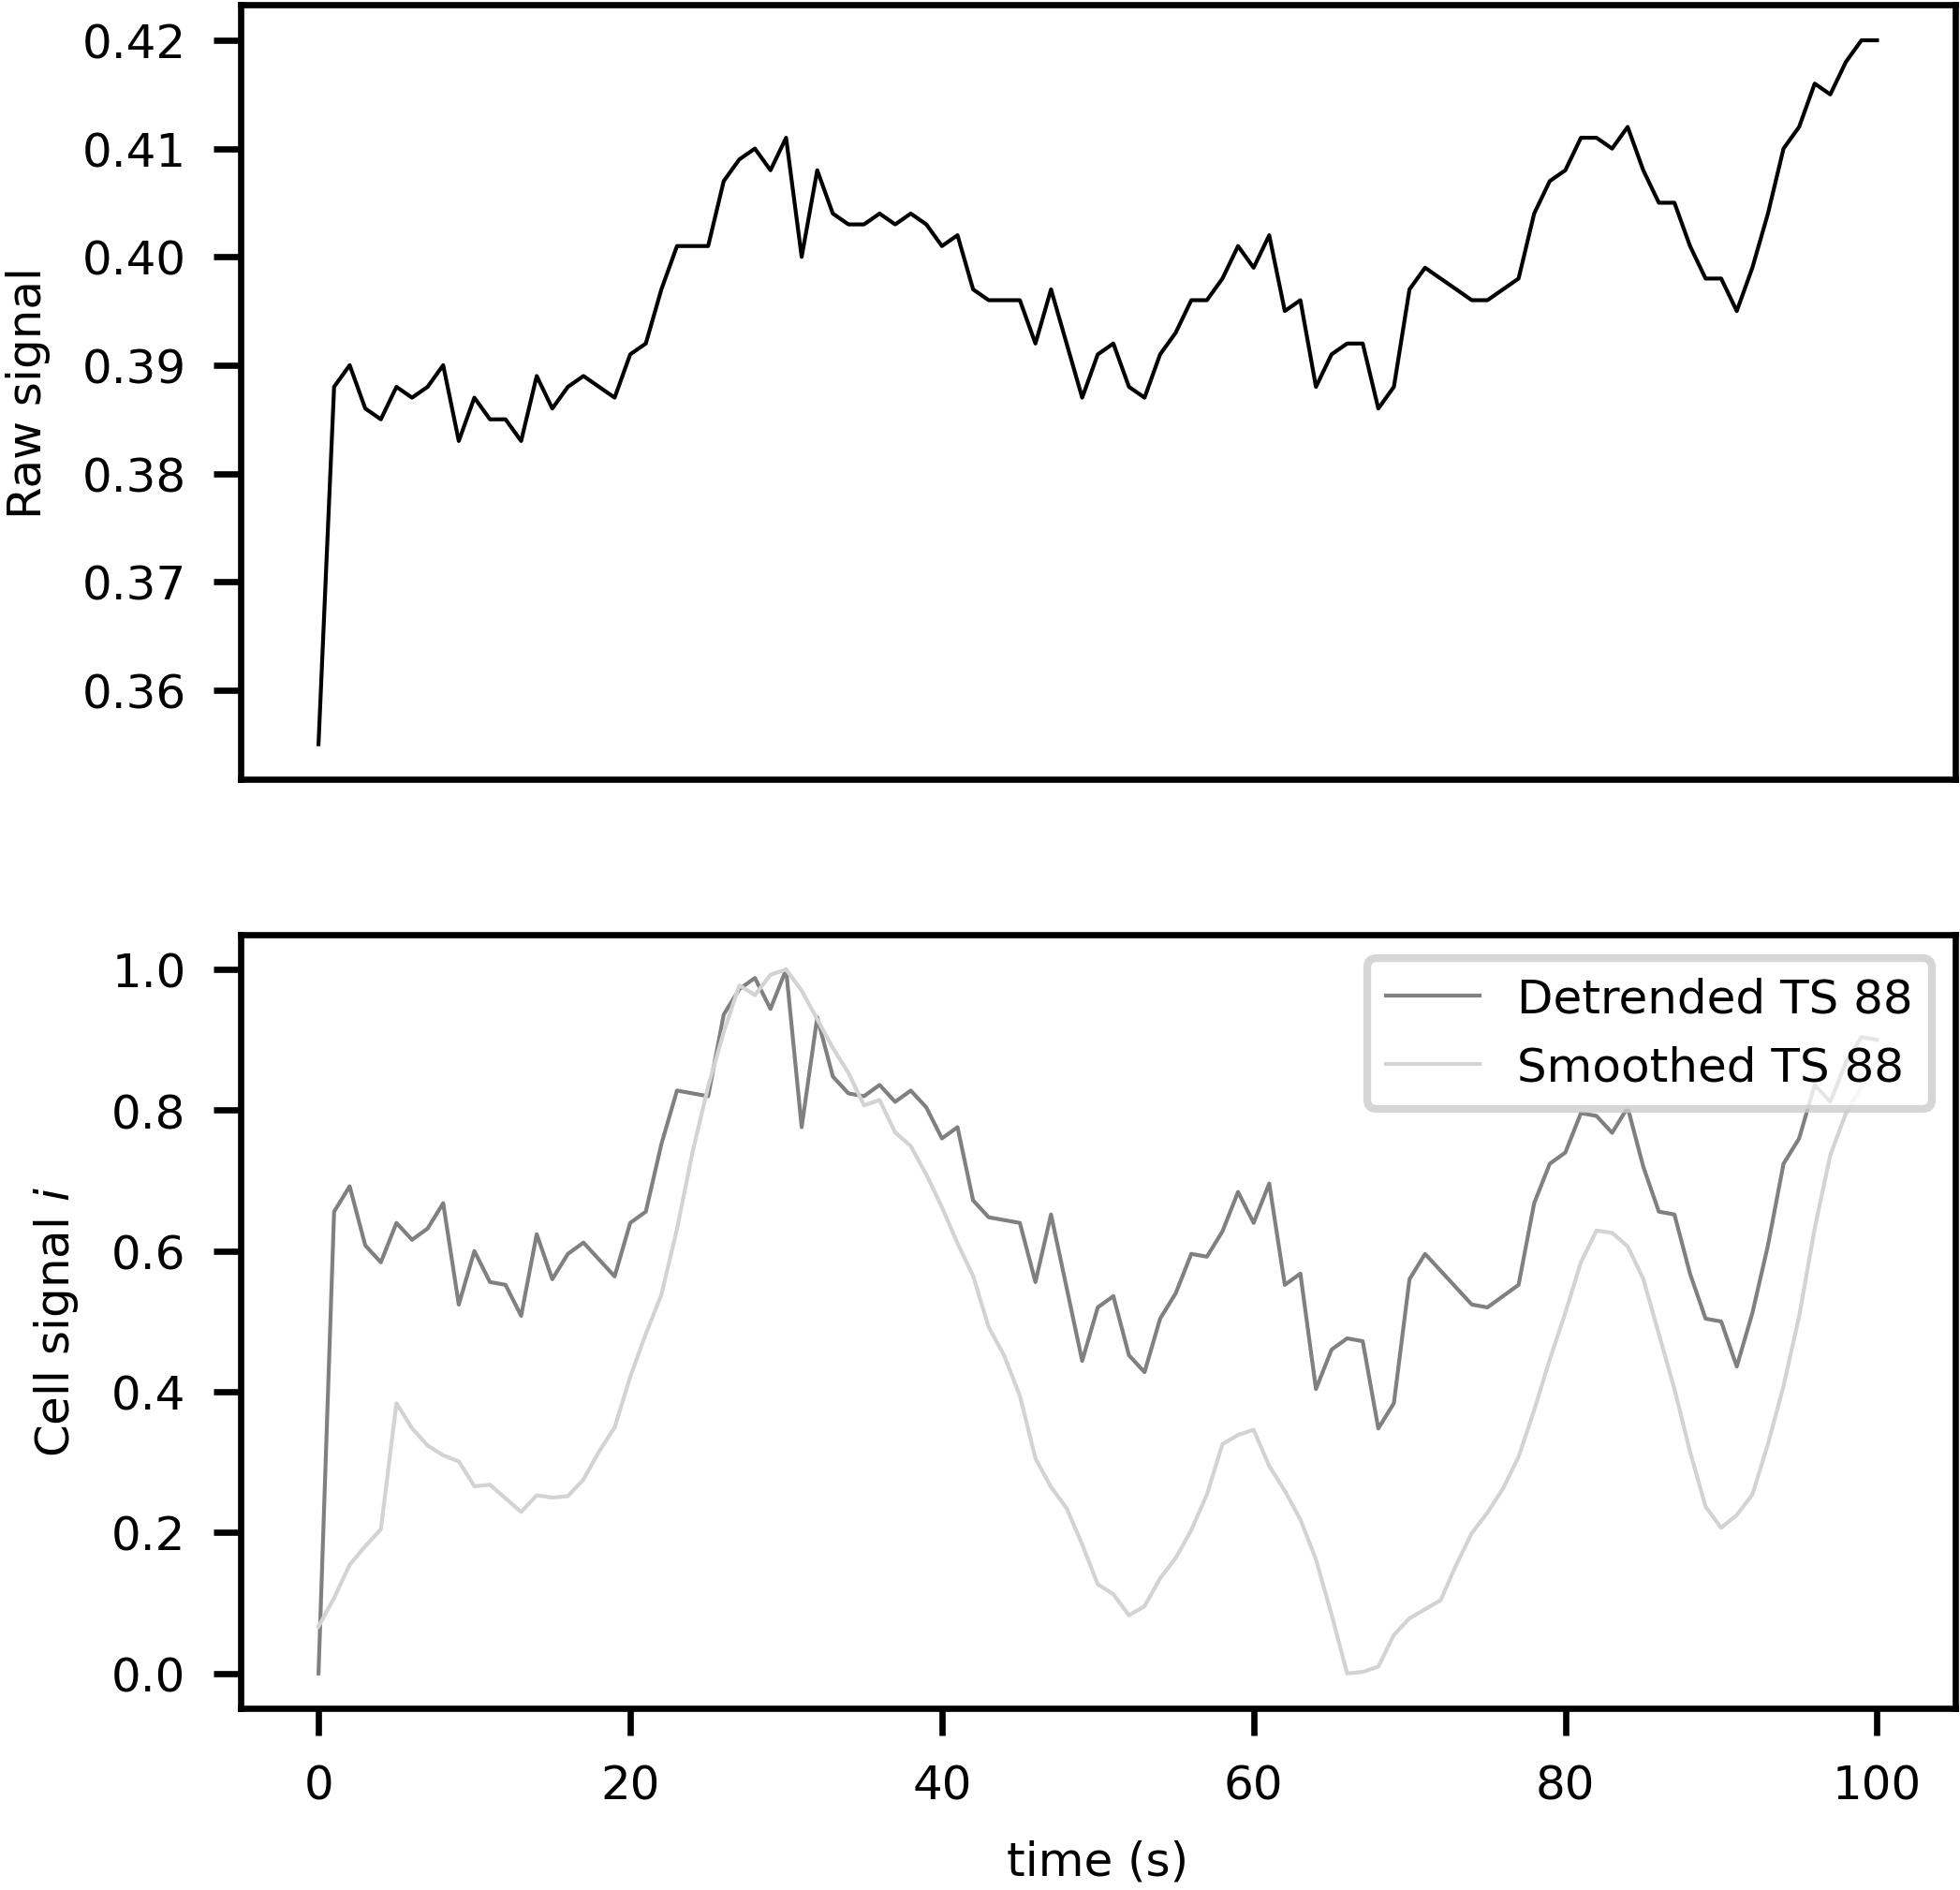 Raw signal
0.42
0.41
0.40
0.39
0.38
0.37
0.36
Cell signal i
1.0
0.8
0.6
0.4
0.2
0.0
Detrended TS 88
Smoothed TS 88
0 20 40 60 80 100
time (s)